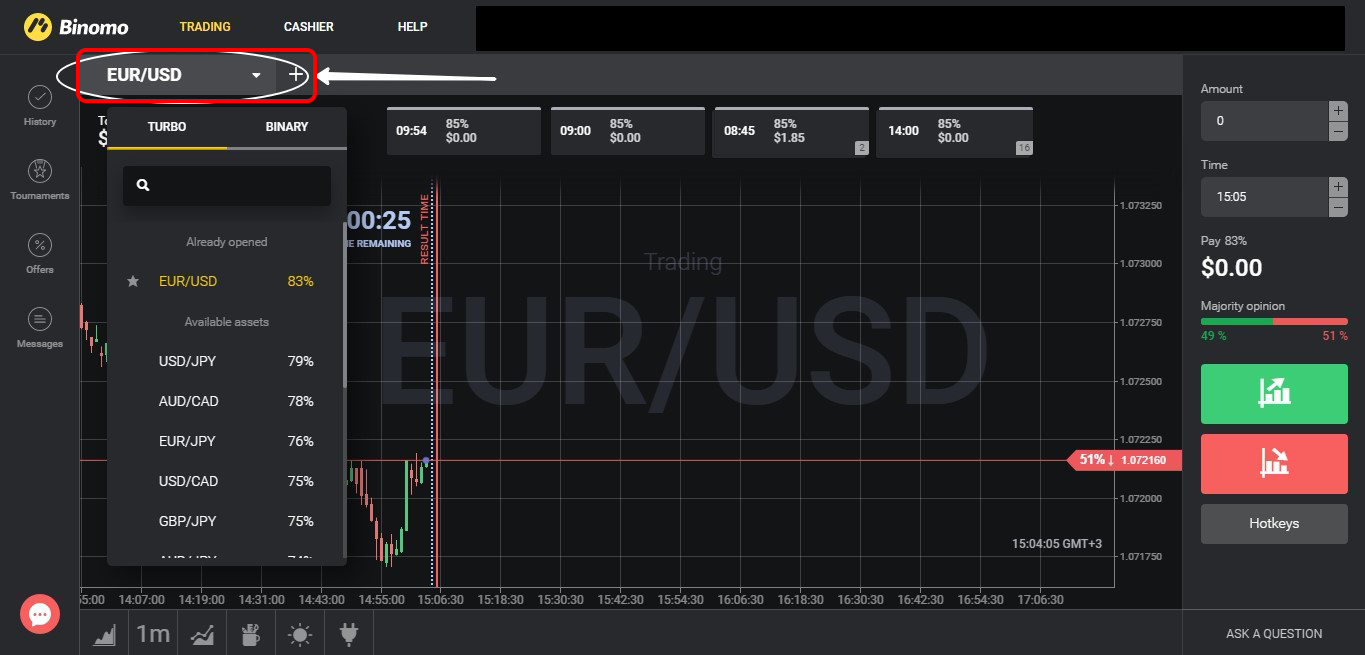 Binomo
TRADING
CASHIER
HELP
EUR/USD
History
Tournaments
Offers
Messages
TURBO
BINARY
Already opened
EUR/USD 83%
Available assets
USD/JPY 79%
AUD/CAD 78%
EUR/JPY 76%
USD/CAD 75%
GBP/JPY 75%
09:54
85%
$0.00
09:00
85%
$0.00
08:45
85%
$1.85
2
14:00
85%
$0.00
16
00:25
REMAINING
RESULT TIME
Trading
EUR/USD
1.073250
1.073000
1.072750
1.072500
1.072250
51%↓ 1.072160
1.072000
1.071750
15:04:05 GMT+3
14:07:00 14:19:00 14:31:00 14:43:00 14:55:00 15:06:30 15:18:30 15:30:30 15:42:30 15:54:30 16:06:30 16:18:30 16:30:30 16:42:30 16:54:30 17:06:30
1m
Amount
0
Time
15:05
Pay 83%
$0.00
Majority opinion
49 % 51 %
Hotkeys
ASK A QUESTION